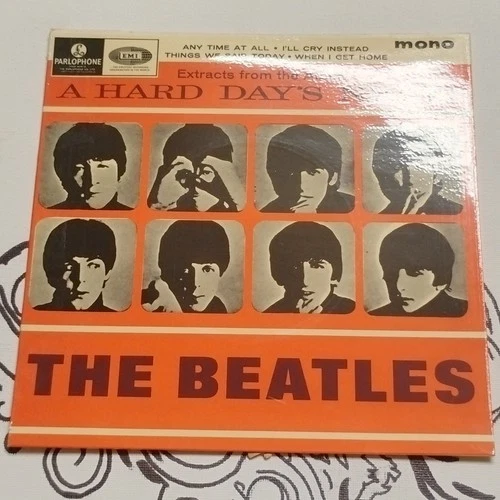 PARLOPHONE
EMI
ANY TIME AT ALL • I'LL CRY INSTEAD
THINGS WE SAID TODAY • WHEN I GET HOME
mono
Extracts from the
A HARD DAY'S
THE BEATLES